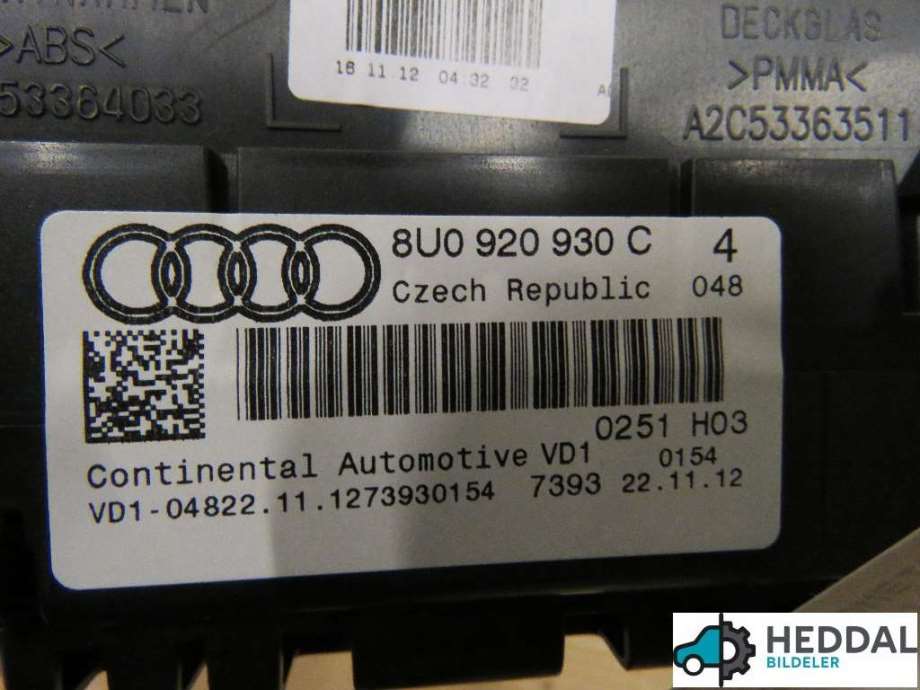 >ABS<
53364033
16 11.12 04:32 32
DECKGLAS
>PMMA<
A2C53363511
8U0 920 930 C 4
Czech Republic 048
0251 H03
Continental Automotive VD1 0154
VD1-04822.11.1273930154 7393 22.11.12
HEDDAL
BILDELER